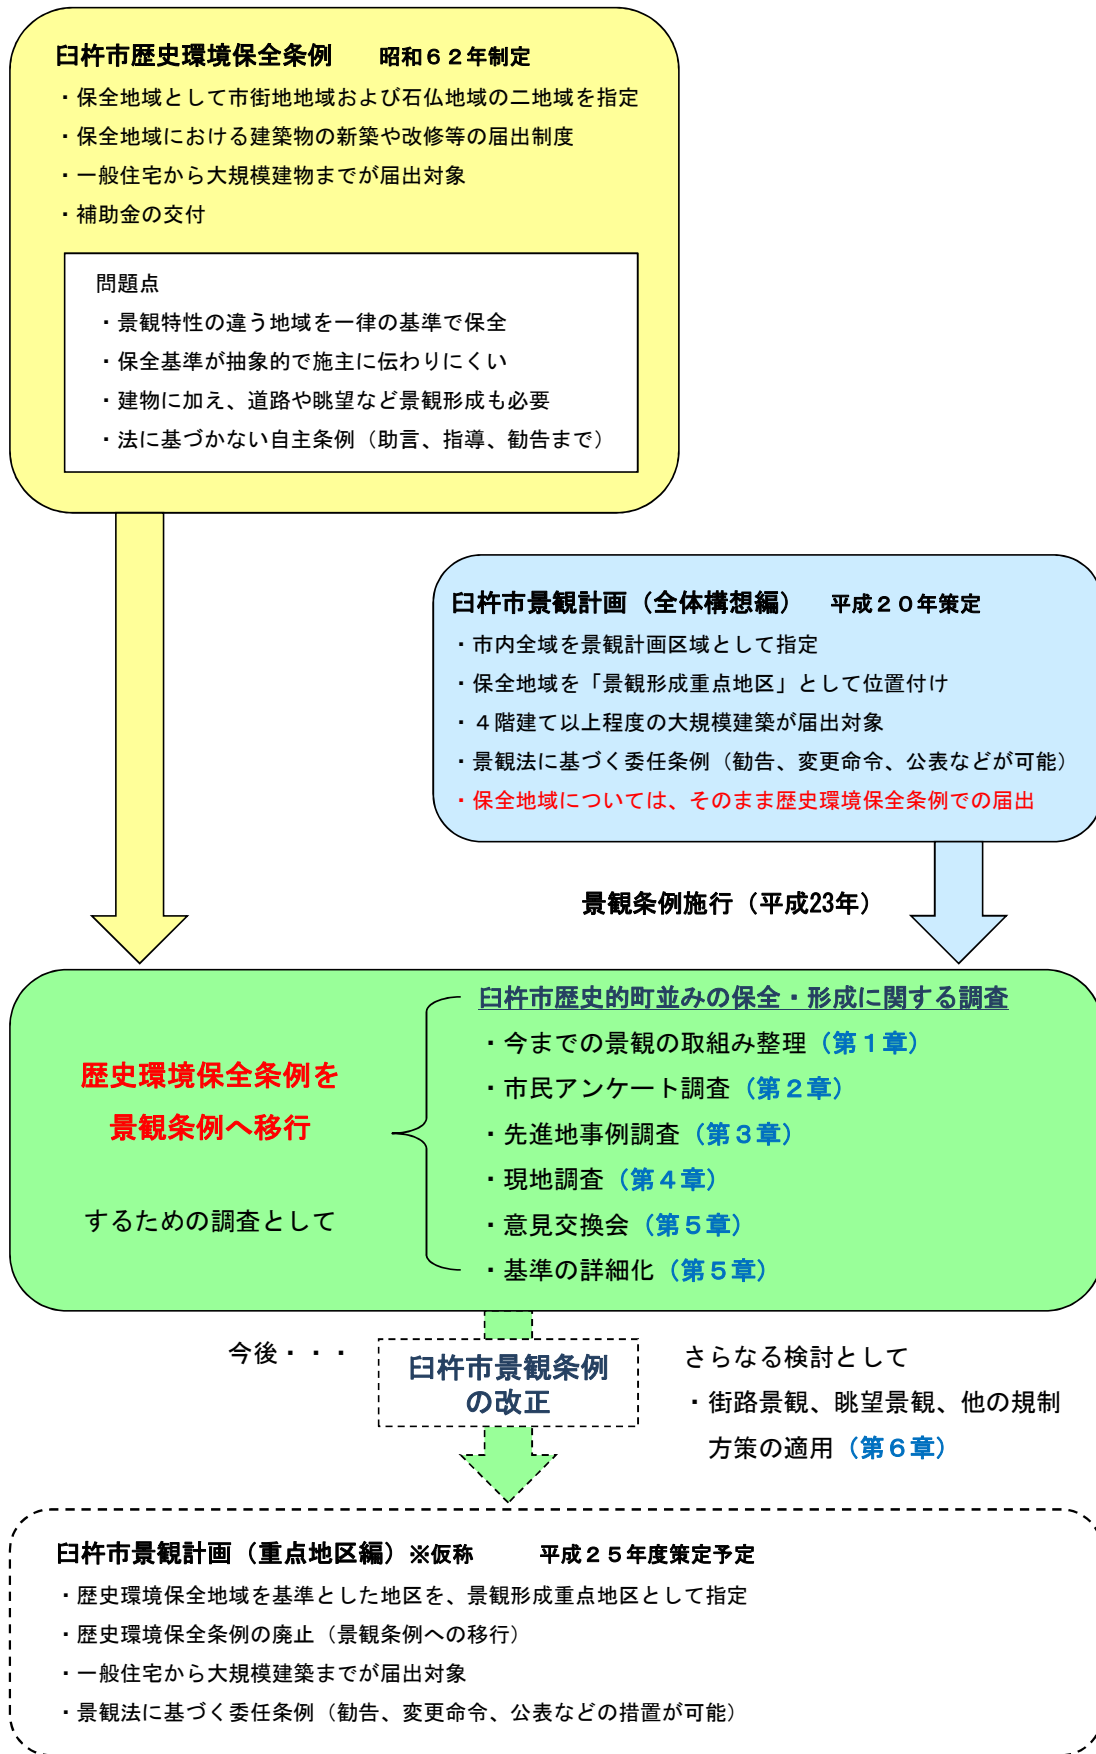 臼杵市歴史環境保全条例　昭和６２年制定
・保全地域として市街地地域および石仏地域の二地域を指定
・保全地域における建築物の新築や改修等の届出制度
・一般住宅から大規模建物までが届出対象
・補助金の交付
問題点
・景観特性の違う地域を一律の基準で保全
・保全基準が抽象的で施主に伝わりにくい
・建物に加え、道路や眺望など景観形成も必要
・法に基づかない自主条例（助言、指導、勧告まで）
臼杵市景観計画（全体構想編）　平成２０年策定
・市内全域を景観計画区域として指定
・保全地域を「景観形成重点地区」として位置付け
・４階建て以上程度の大規模建築が届出対象
・景観法に基づく委任条例（勧告、変更命令、公表などが可能）
・保全地域については、そのまま歴史環境保全条例での届出
景観条例施行（平成23年）
歴史環境保全条例を
景観条例へ移行
するための調査として
臼杵市歴史的町並みの保全・形成に関する調査
・今までの景観の取組み整理（第１章）
・市民アンケート調査（第２章）
・先進地事例調査（第３章）
・現地調査（第４章）
・意見交換会（第５章）
・基準の詳細化（第５章）
今後・・・
臼杵市景観条例
の改正
さらなる検討として
・街路景観、眺望景観、他の規制
方策の適用（第６章）
臼杵市景観計画（重点地区編）※仮称　平成２５年度策定予定
・歴史環境保全地域を基準とした地区を、景観形成重点地区として指定
・歴史環境保全条例の廃止（景観条例への移行）
・一般住宅から大規模建築までが届出対象
・景観法に基づく委任条例（勧告、変更命令、公表などの措置が可能）